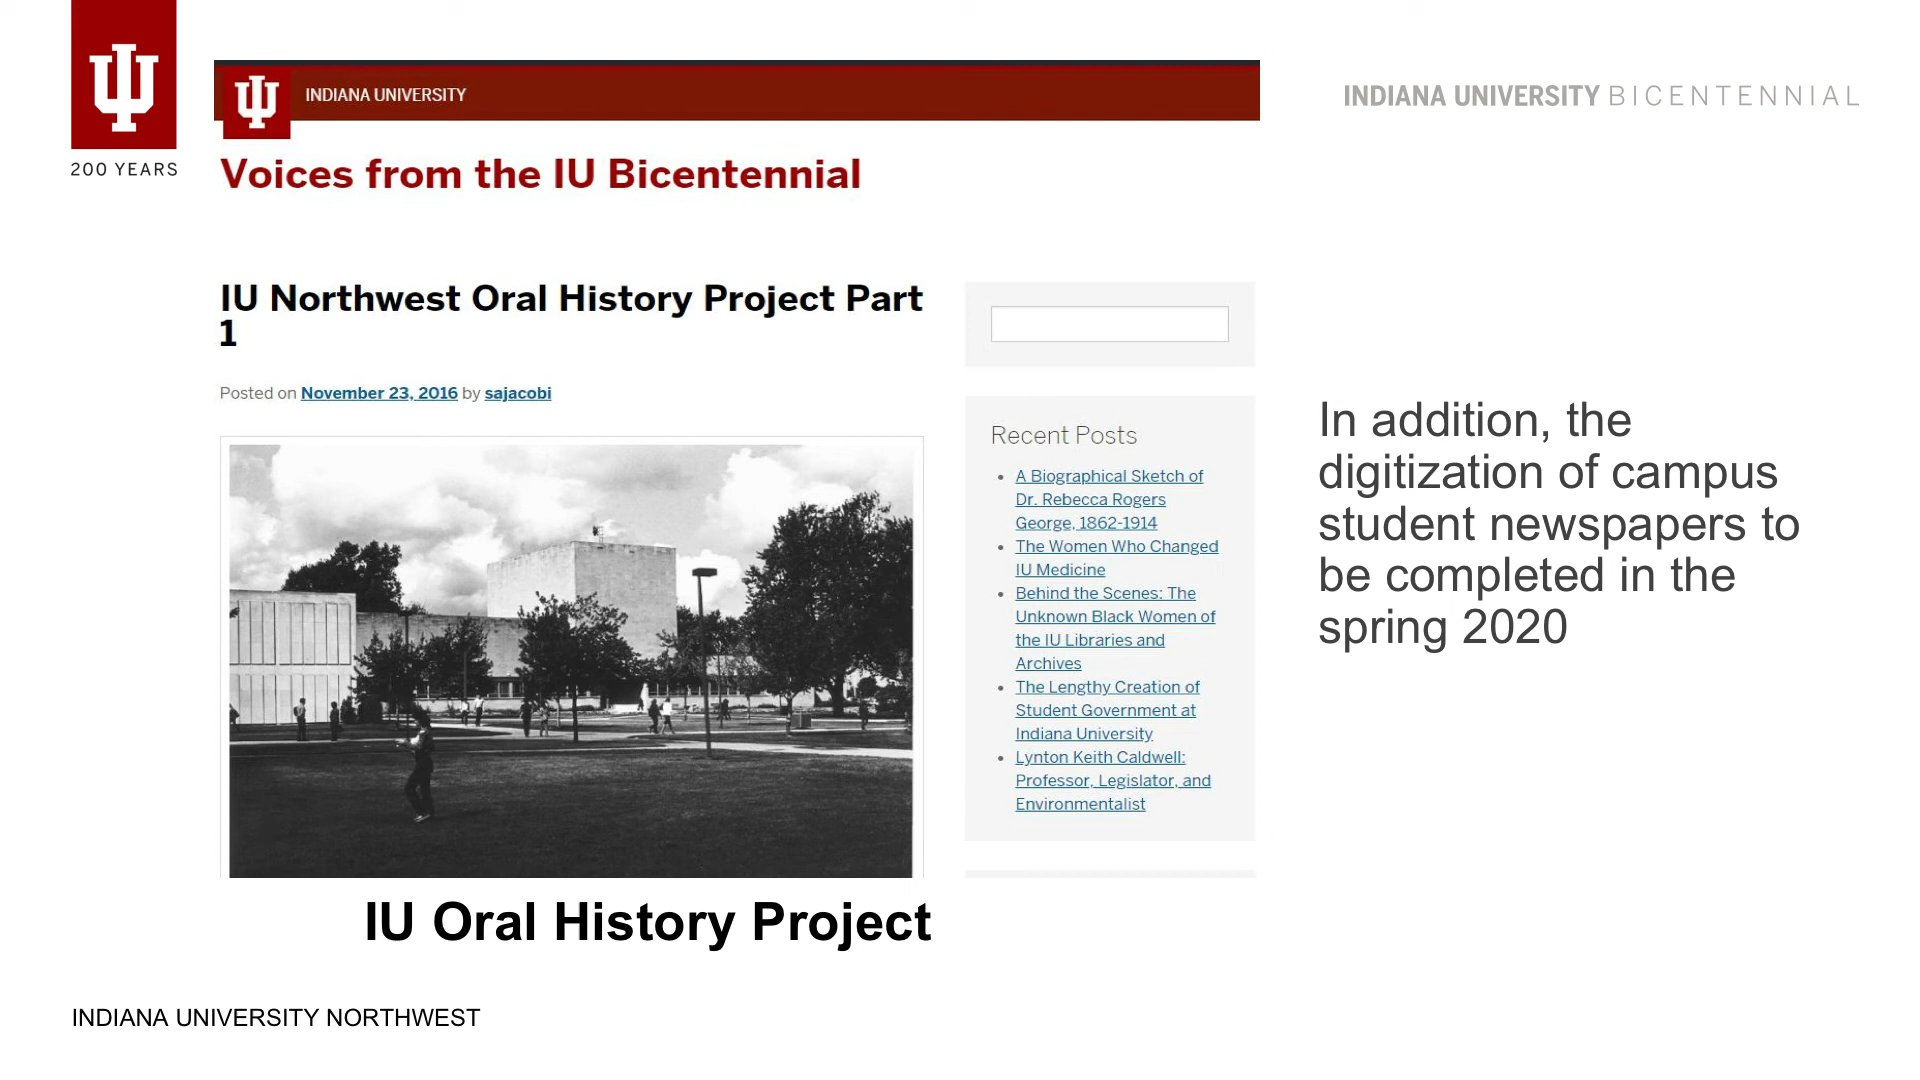 200 YEARS
INDIANA UNIVERSITY
INDIANA UNIVERSITY BICENTENNIAL
Voices from the IU Bicentennial
IU Northwest Oral History Project Part
1
Posted on November 23, 2016 by sajacobi
Recent Posts
A Biographical Sketch of
Dr. Rebecca Rogers
George, 1862-1914
The Women Who Changed
IU Medicine
Behind the Scenes: The
Unknown Black Women of
the IU Libraries and
Archives
The Lengthy Creation of
Student Government at
Indiana University
Lynton Keith Caldwell:
Professor, Legislator, and
Environmentalist
In addition, the
digitization of campus
student newspapers to
be completed in the
spring 2020
IU Oral History Project
INDIANA UNIVERSITY NORTHWEST